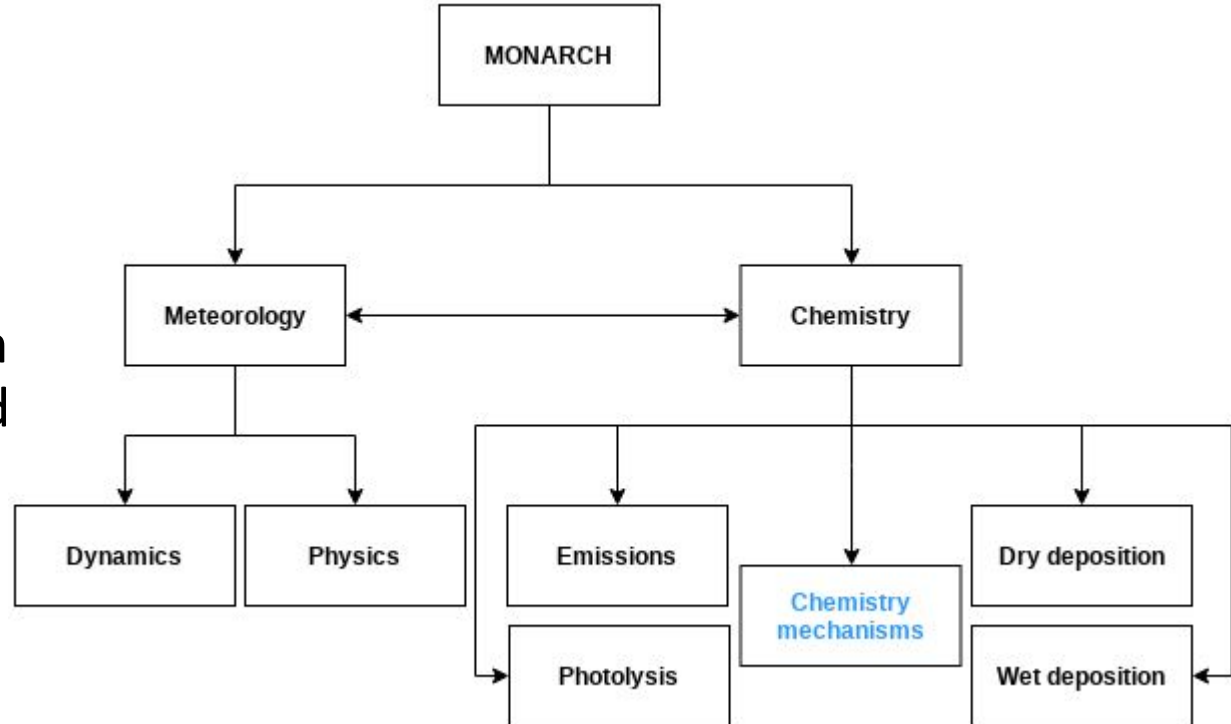 MONARCH
Meteorology
Chemistry
Dynamics
Physics
Emissions
Dry deposition
Chemistry
mechanisms
Photolysis
Wet deposition